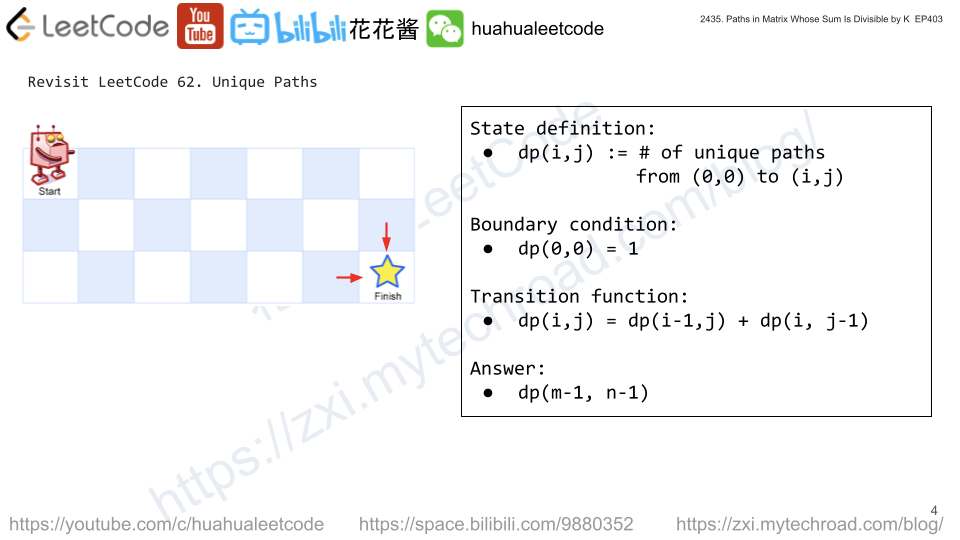 LeetCode You Tube bilibili 花花酱 huahualeetcode
2435. Paths in Matrix Whose Sum Is Divisible by K EP403
Revisit LeetCode 62. Unique Paths
Start
Finish
State definition:
● dp(i,j) := # of unique paths
from (0,0) to (i,j)
Boundary condition:
● dp(0,0) = 1
Transition function:
● dp(i,j) = dp(i-1,j) + dp(i, j-1)
Answer:
● dp(m-1, n-1)
LeetCode
https://zxi.mytechroad.com/blog/
4
https://youtube.com/c/huahualeetcode https://space.bilibili.com/9880352 https://zxi.mytechroad.com/blog/